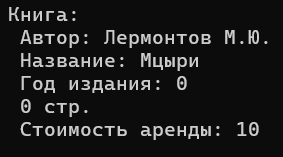 Книга:
Автор: Лермонтов М.Ю.
Название: Мцыри
Год издания: 0
0 стр.
Стоимость аренды: 10